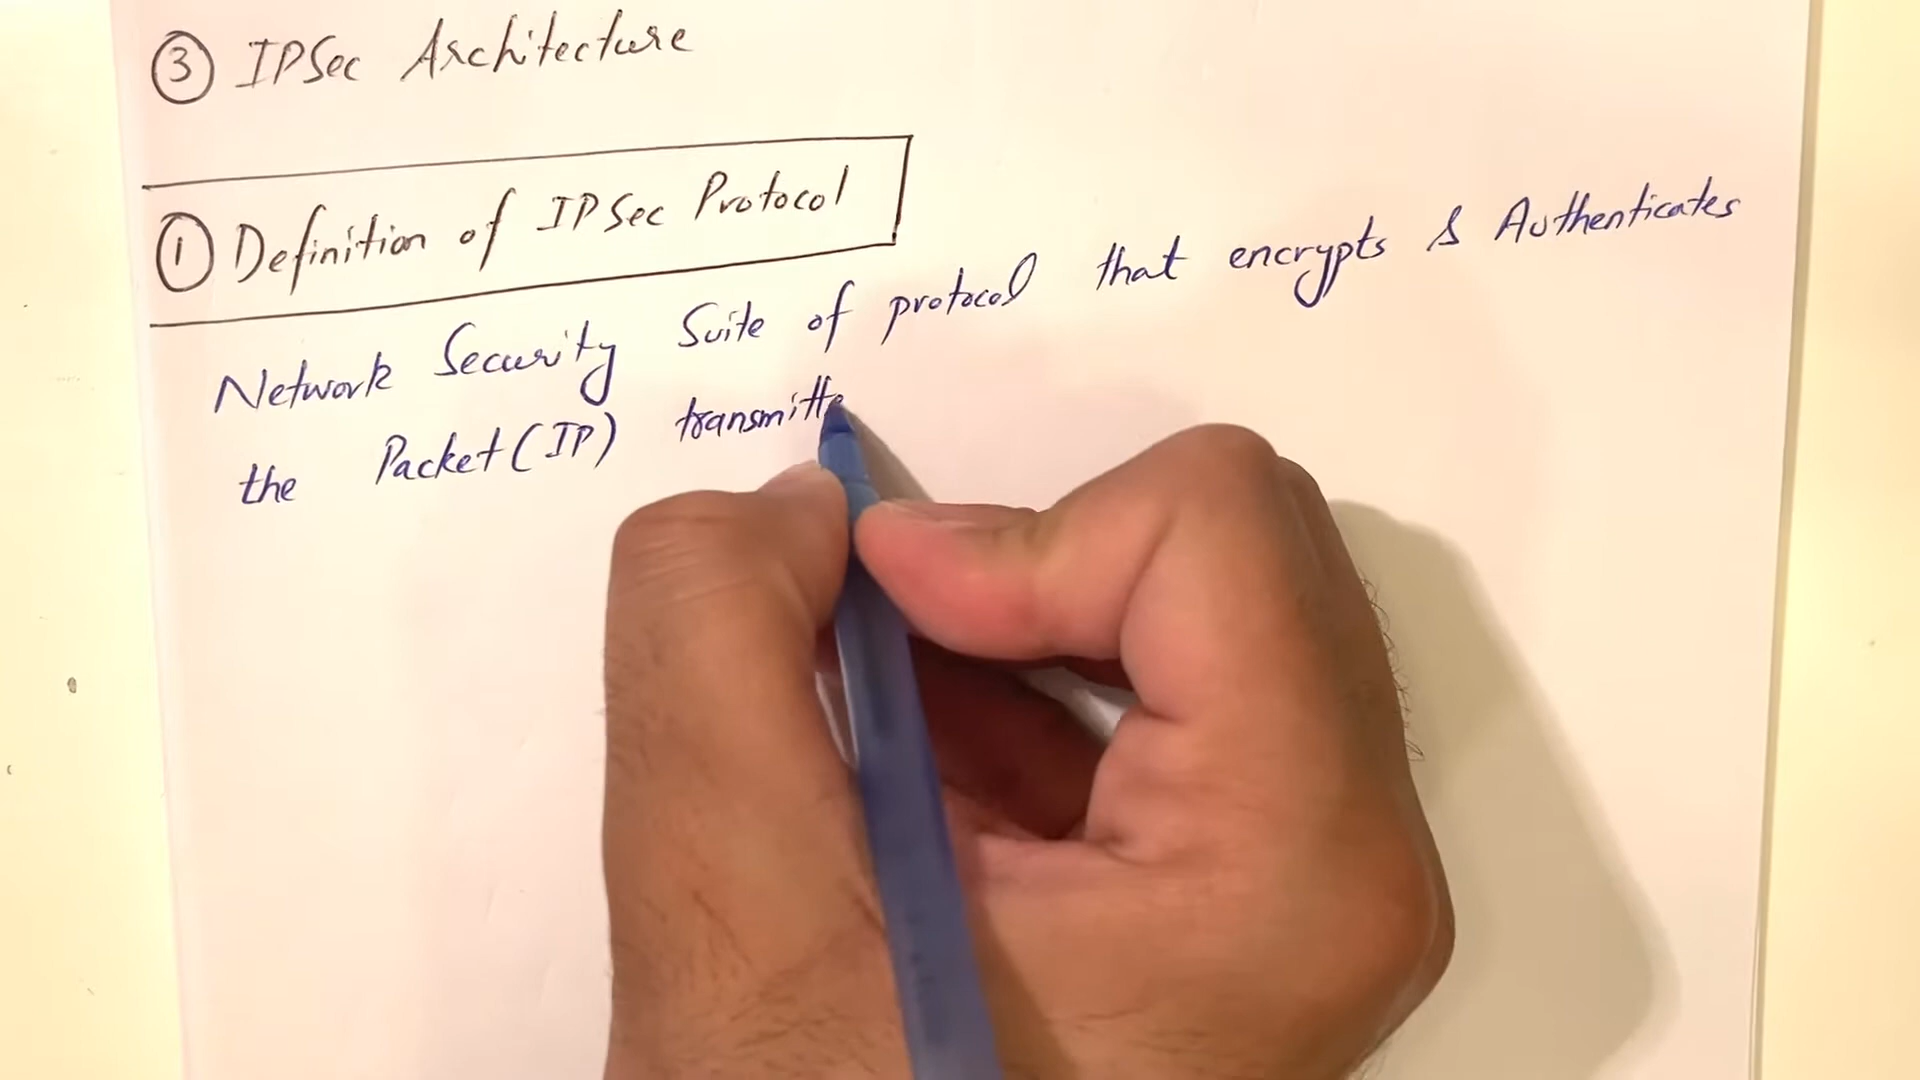 ③ IPSec Architecture
① Definition of IPSec Protocol
Network Security Suite of protocol that encrypts & Authenticates
the Packet (IP) transmitte